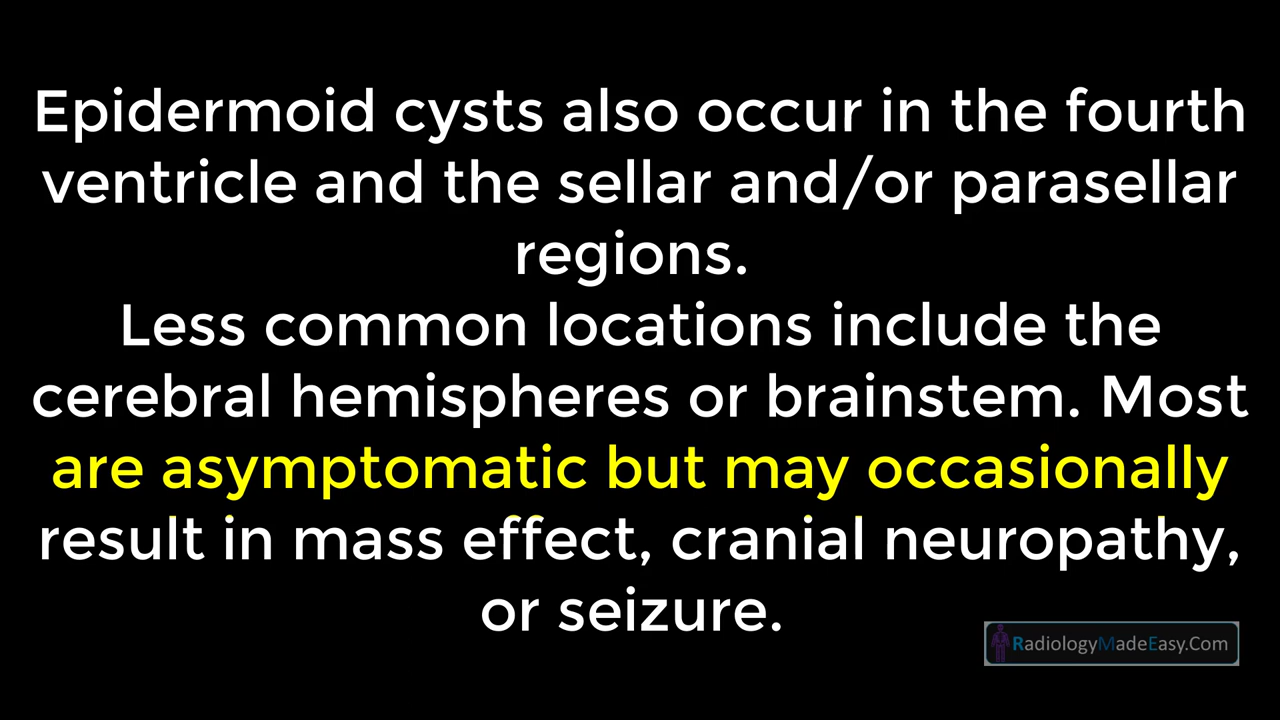 Epidermoid cysts also occur in the fourth
ventricle and the sellar and/or parasellar
regions.
Less common locations include the
cerebral hemispheres or brainstem. Most
are asymptomatic but may occasionally
result in mass effect, cranial neuropathy,
or seizure.
RadiologyMadeEasy.Com